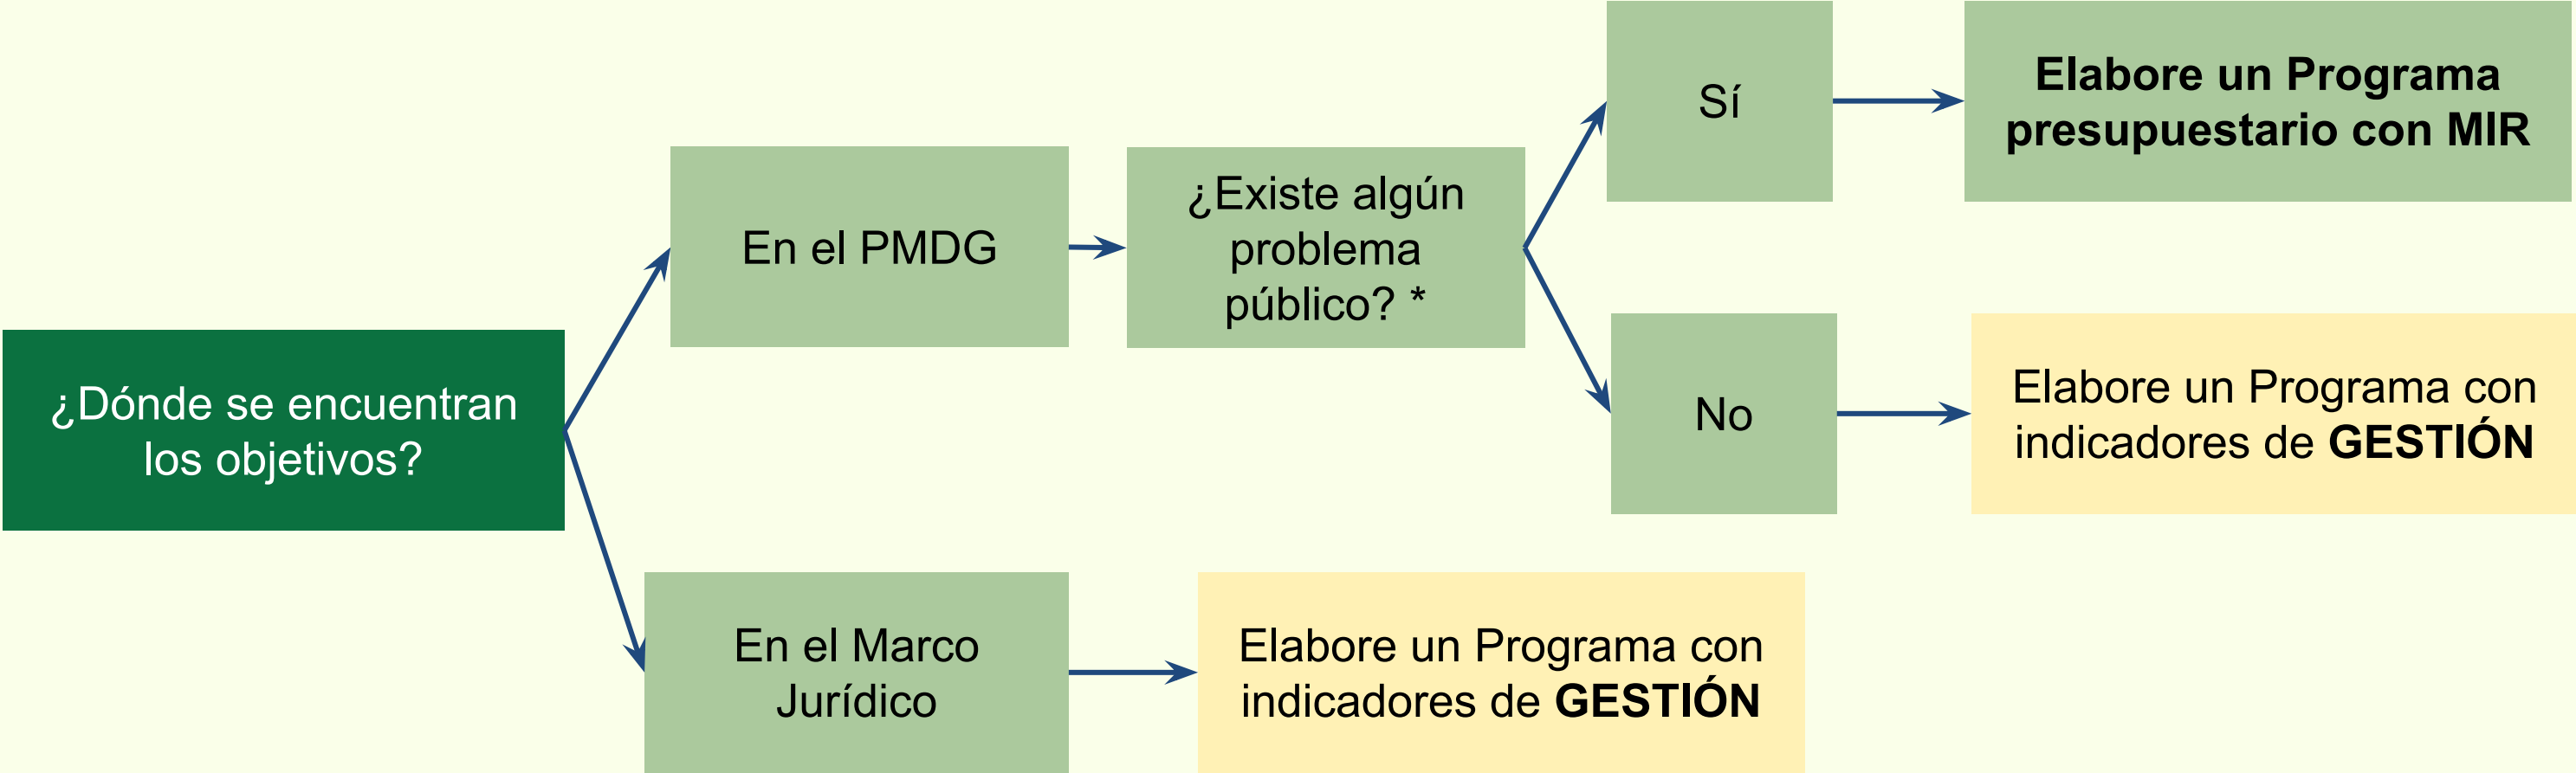 ¿Dónde se encuentran
los objetivos?
En el PMDG
¿Existe algún
problema
público? *
Sí
Elabore un Programa
presupuestario con MIR
No
Elabore un Programa con
indicadores de GESTIÓN
En el Marco
Jurídico
Elabore un Programa con
indicadores de GESTIÓN